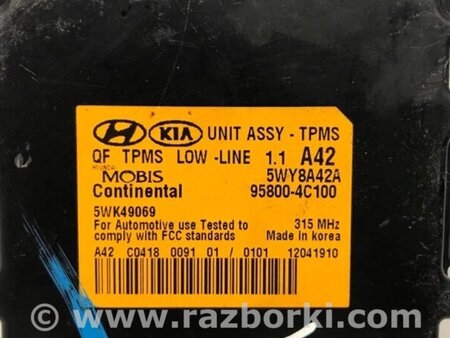 HYUNDAI KIA UNIT ASSY - TPMS
QF TPMS LOW -LINE 1.1 A42
HYUNDAI
MOBIS 5WY8A42A
Continental 95800-4C100
5WK49069
For Automotive use Tested to 315 MHz
comply with FCC standards Made in korea
A42 C0418 0091 01 / 0101 12041910
www.razborki.com